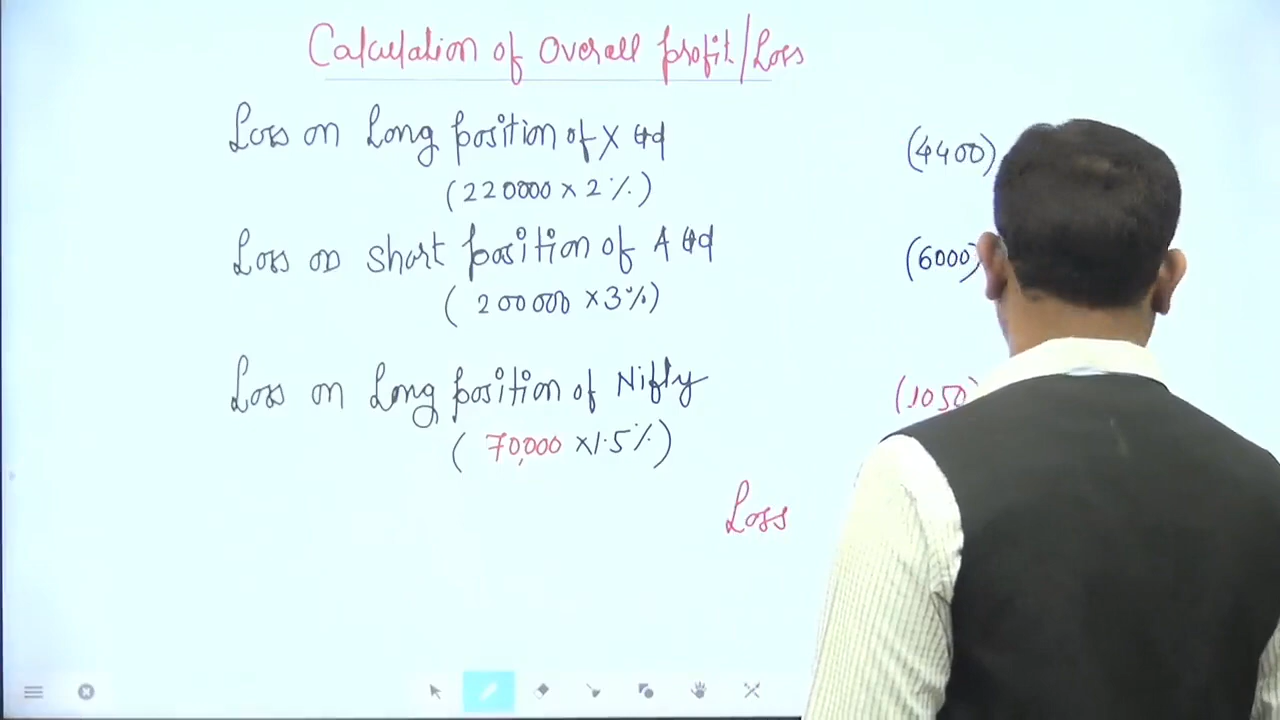 Calculation of Overall profit/Loss
Loss on Long position of X Ltd (4400)
(220000 × 2%)
Loss on short position of A Ltd (6000)
(200000 × 3%)
Loss on Long position of Nifty (1050)
(70,000 ×1.5%)
Loss